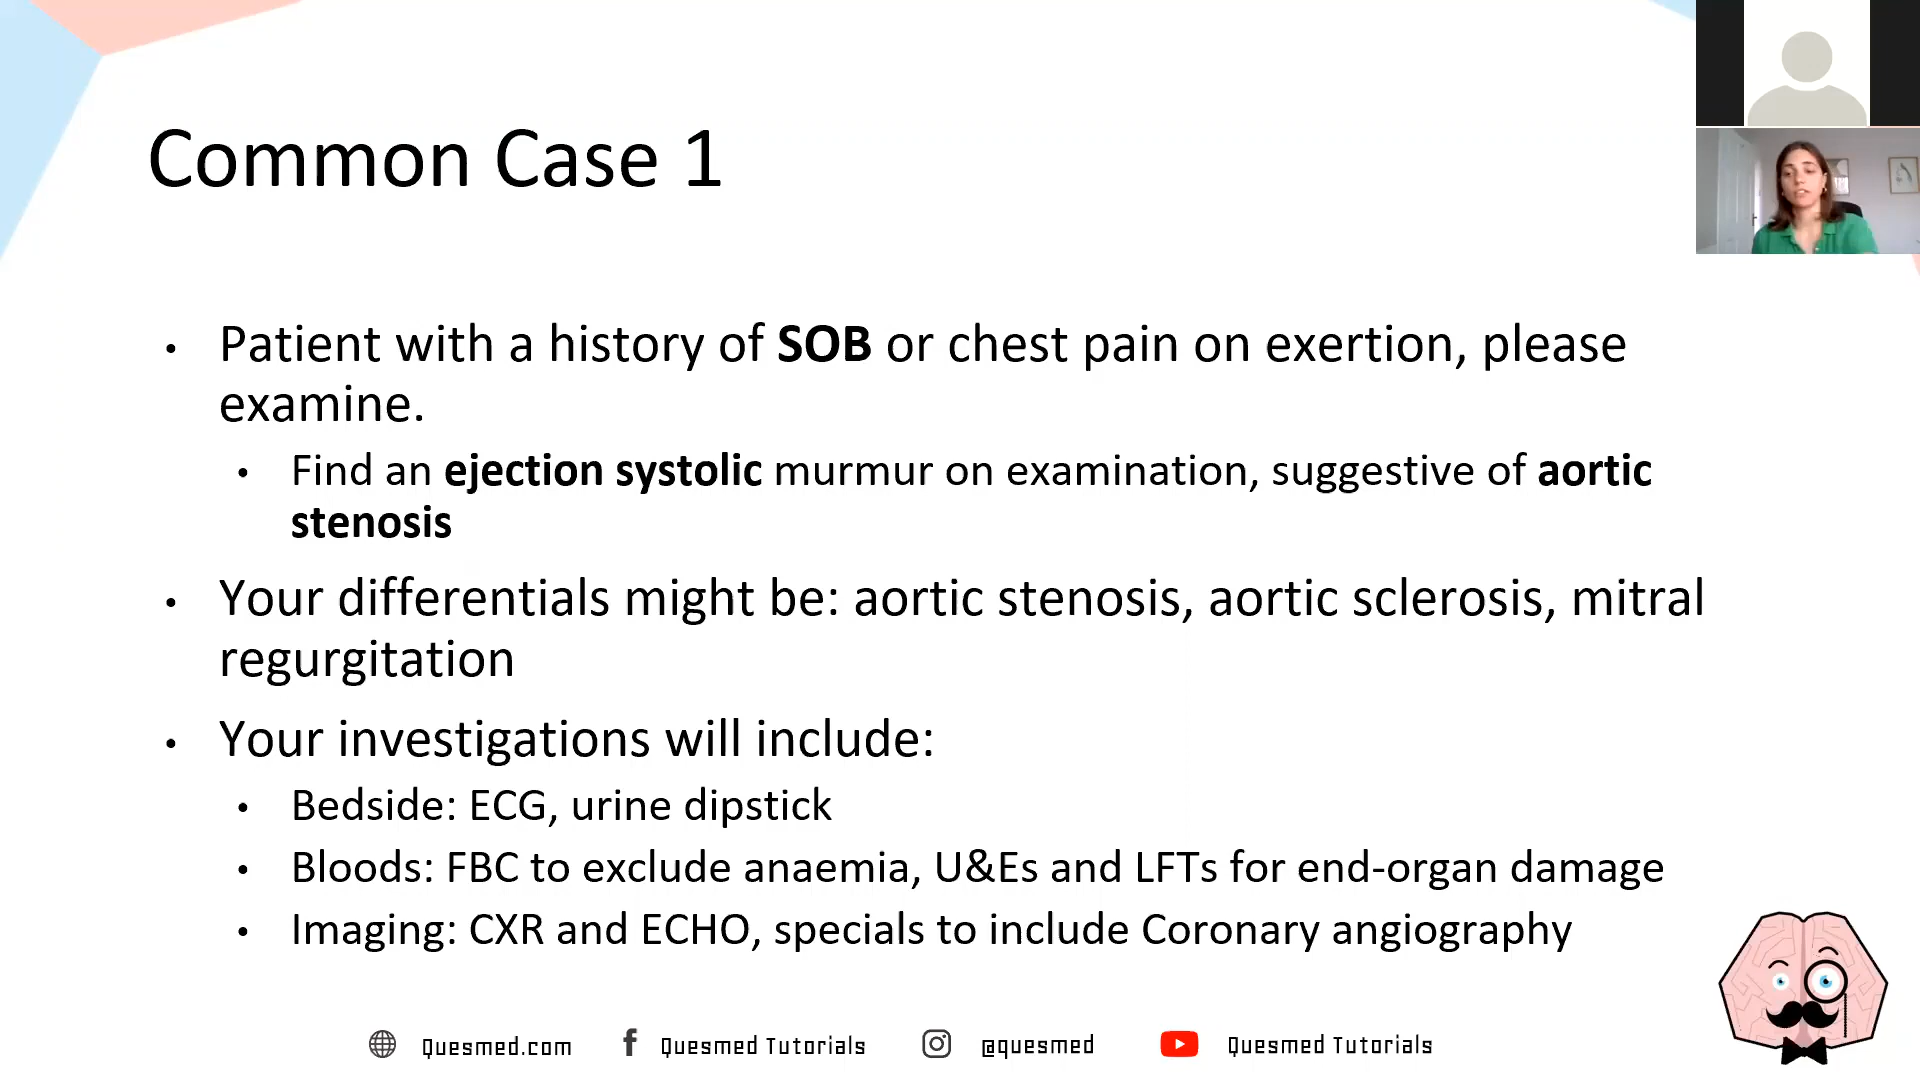 Common Case 1
• Patient with a history of SOB or chest pain on exertion, please
examine.
• Find an ejection systolic murmur on examination, suggestive of aortic
stenosis
• Your differentials might be: aortic stenosis, aortic sclerosis, mitral
regurgitation
• Your investigations will include:
• Bedside: ECG, urine dipstick
• Bloods: FBC to exclude anaemia, U&Es and LFTs for end-organ damage
• Imaging: CXR and ECHO, specials to include Coronary angiography
Quesmed.com f Quesmed Tutorials @quesmed Quesmed Tutorials